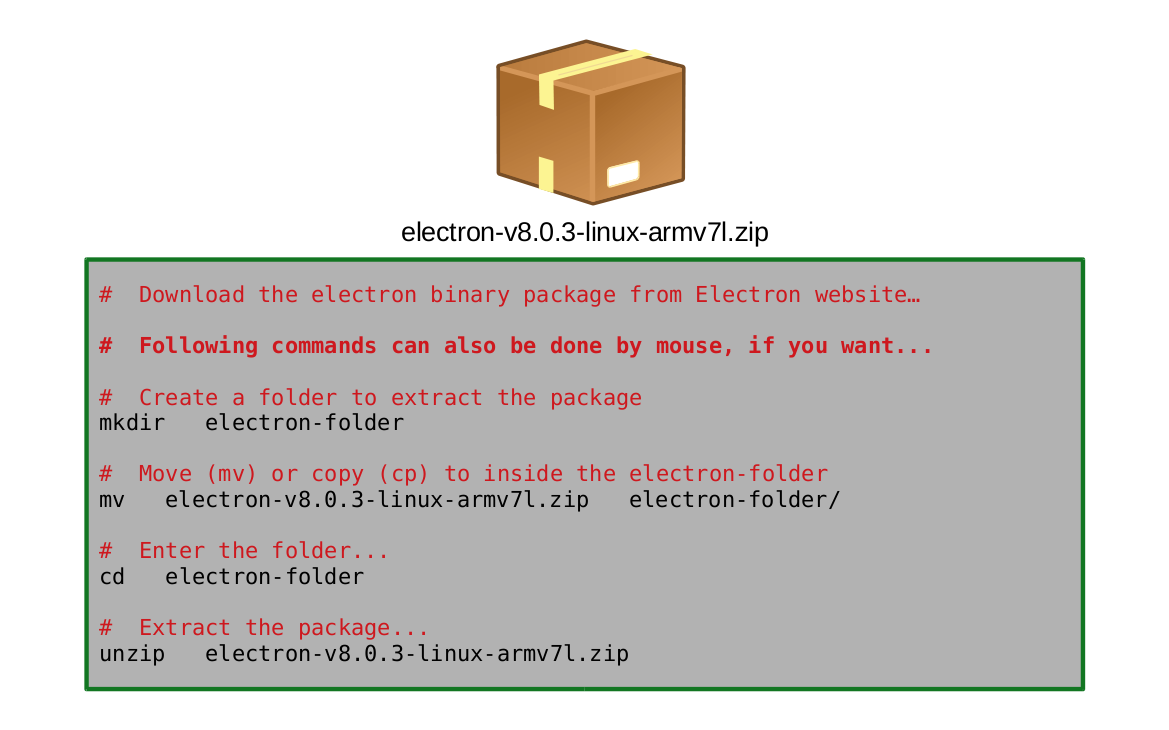 electron-v8.0.3-linux-armv7l.zip
#  Download the electron binary package from Electron website…
#  Following commands can also be done by mouse, if you want...
#  Create a folder to extract the package
mkdir   electron-folder
#  Move (mv) or copy (cp) to inside the electron-folder
mv   electron-v8.0.3-linux-armv7l.zip   electron-folder/
#  Enter the folder...
cd   electron-folder
#  Extract the package...
unzip   electron-v8.0.3-linux-armv7l.zip